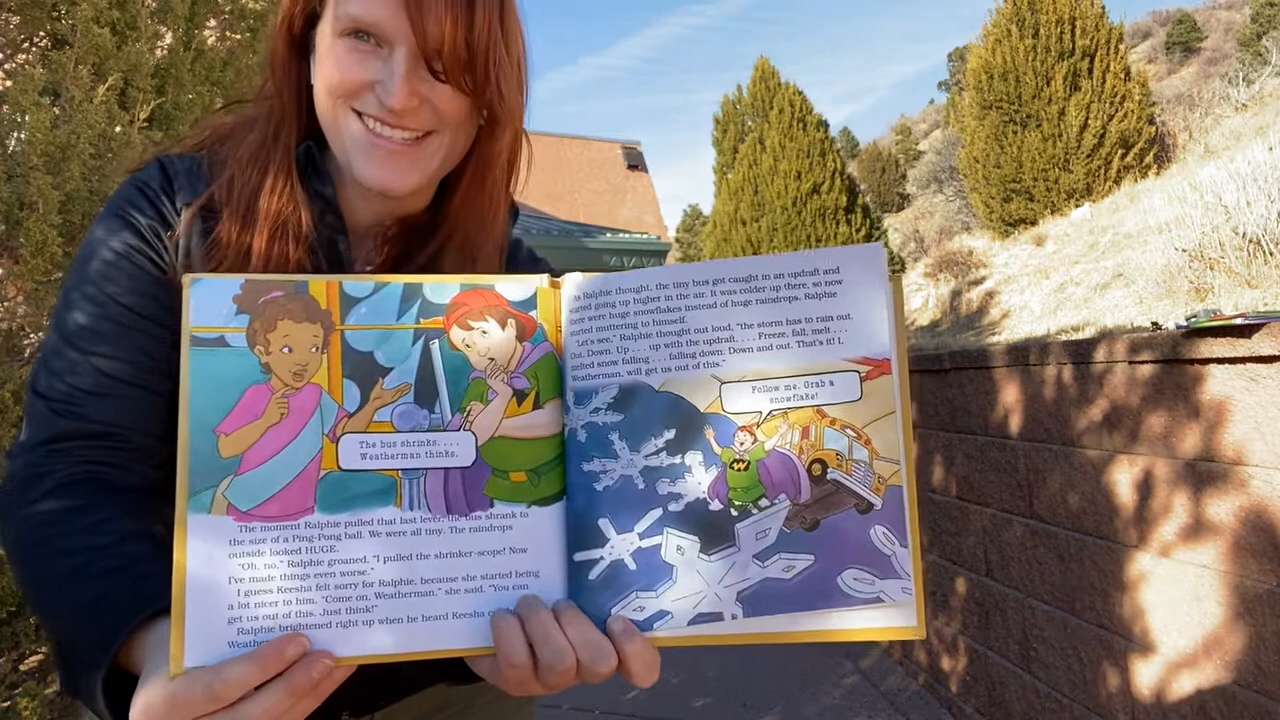 The bus shrinks. . . .
Weatherman thinks.
The moment Ralphie pulled that last lever, the bus shrank to
the size of a Ping-Pong ball. We were all tiny. The raindrops
outside looked HUGE.
"Oh, no," Ralphie groaned. "I pulled the shrinker-scope! Now
I've made things even worse."
I guess Keesha felt sorry for Ralphie, because she started being
a lot nicer to him. "Come on, Weatherman," she said. "You can
get us out of this. Just think!"
Ralphie brightened right up when he heard Keesha
As Ralphie thought, the tiny bus got caught in an updraft and
started going up higher in the air. It was colder up there, so now
there were huge snowflakes instead of huge raindrops. Ralphie
started muttering to himself.
"Let's see," Ralphie thought out loud, "the storm has to rain out.
Out. Down. Up . . . up with the updraft. . . . Freeze, fall, melt . . .
melted snow falling . . . falling down. Down and out. That's it! I,
Weatherman, will get us out of this."
Follow me. Grab a
snowflake!
W